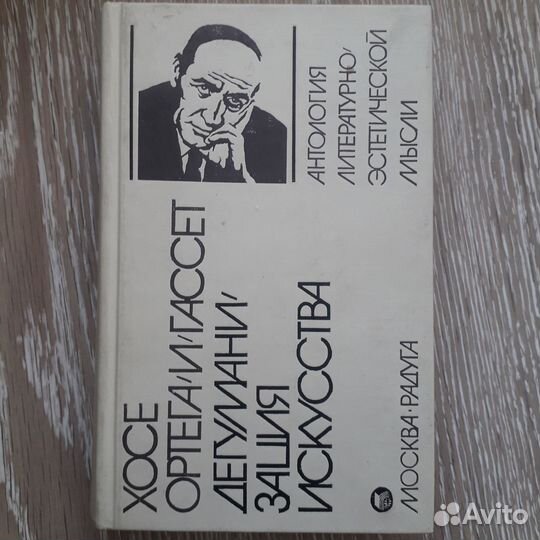 ХОСЕ
ОРТЕГА-И-ГАССЕТ
ДЕГУМАНИ-
ЗАЦИЯ
ИСКУССТВА
АНТОЛОГИЯ
ЛИТЕРАТУРНО-
ЭСТЕТИЧЕСКОЙ
МЫСЛИ
МОСКВА·РАДУГА
Avito